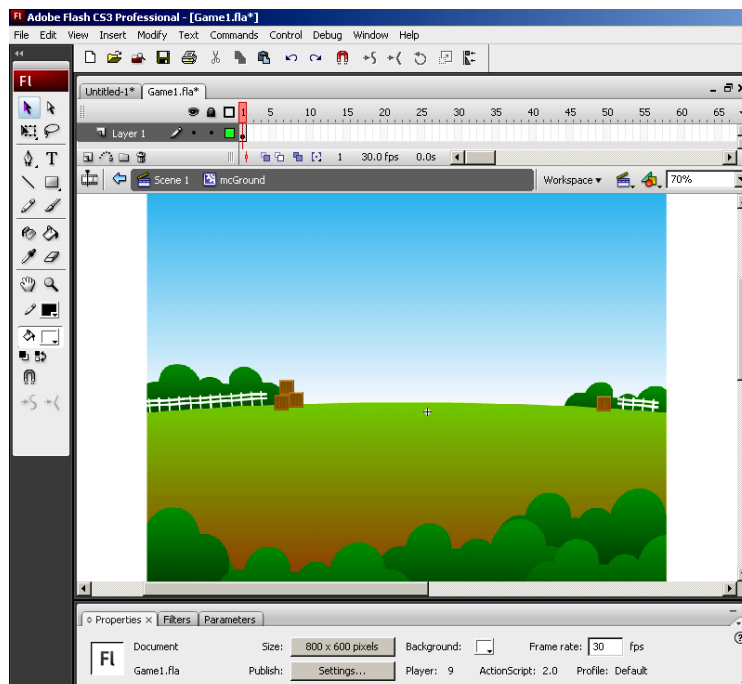 Fl Adobe Flash CS3 Professional - [Game1.fla*]
File Edit View Insert Modify Text Commands Control Debug Window Help
Fl
Untitled-1* Game1.fla*
1 5 10 15 20 25 30 35 40 45 50 55 60 65
Layer 1
1 30.0 fps 0.0s
Scene 1 mcGround Workspace 70%
T
Properties × Filters Parameters
Fl Document Size: 800 x 600 pixels Background: Frame rate: 30 fps
Game1.fla Publish: Settings... Player: 9 ActionScript: 2.0 Profile: Default